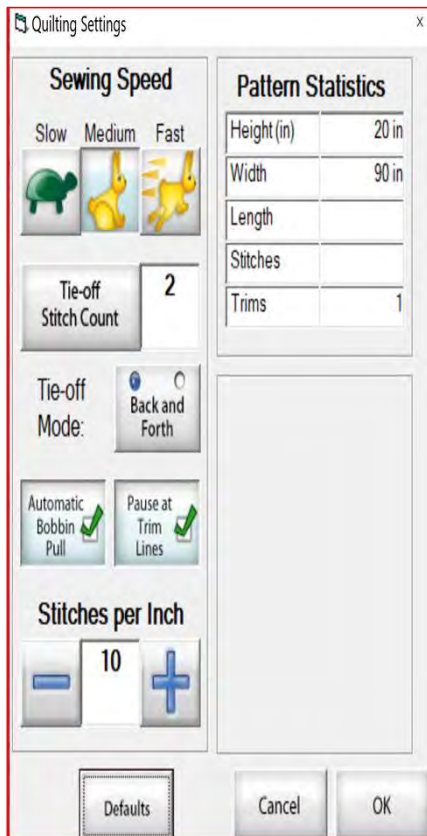 Quilting Settings
x
Sewing Speed
Slow Medium Fast
Tie-off
Stitch Count
2
Tie-off
Mode:
Back and
Forth
Automatic
Bobbin
Pull
Pause at
Trim
Lines
Stitches per Inch
10
Pattern Statistics
Height (in) 20 in
Width 90 in
Length
Stitches
Trims 1
Defaults
Cancel
OK